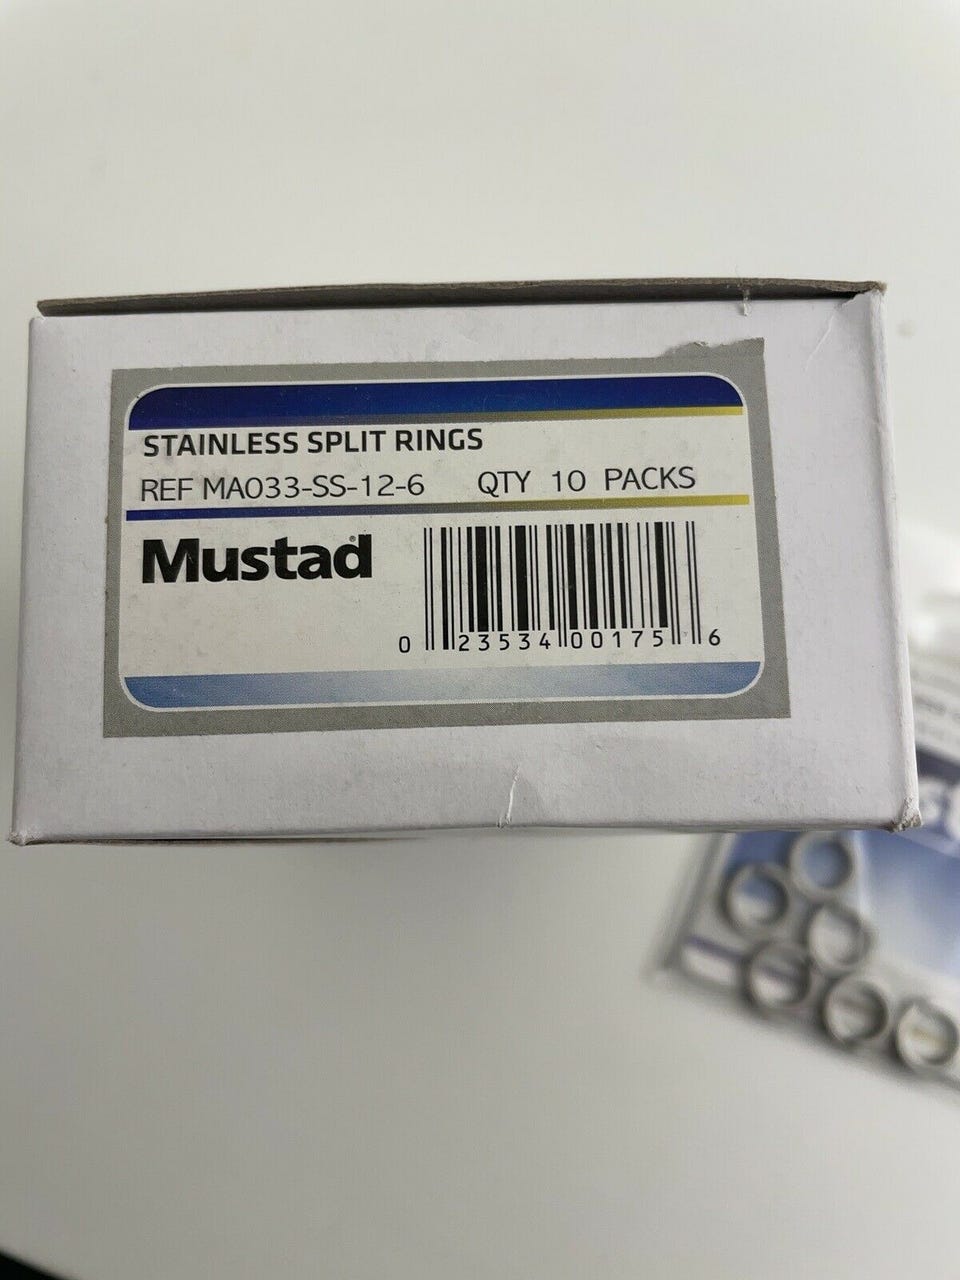 STAINLESS SPLIT RINGS
REF MA033-SS-12-6 QTY 10 PACKS
Mustad®
0 23534 00175 6